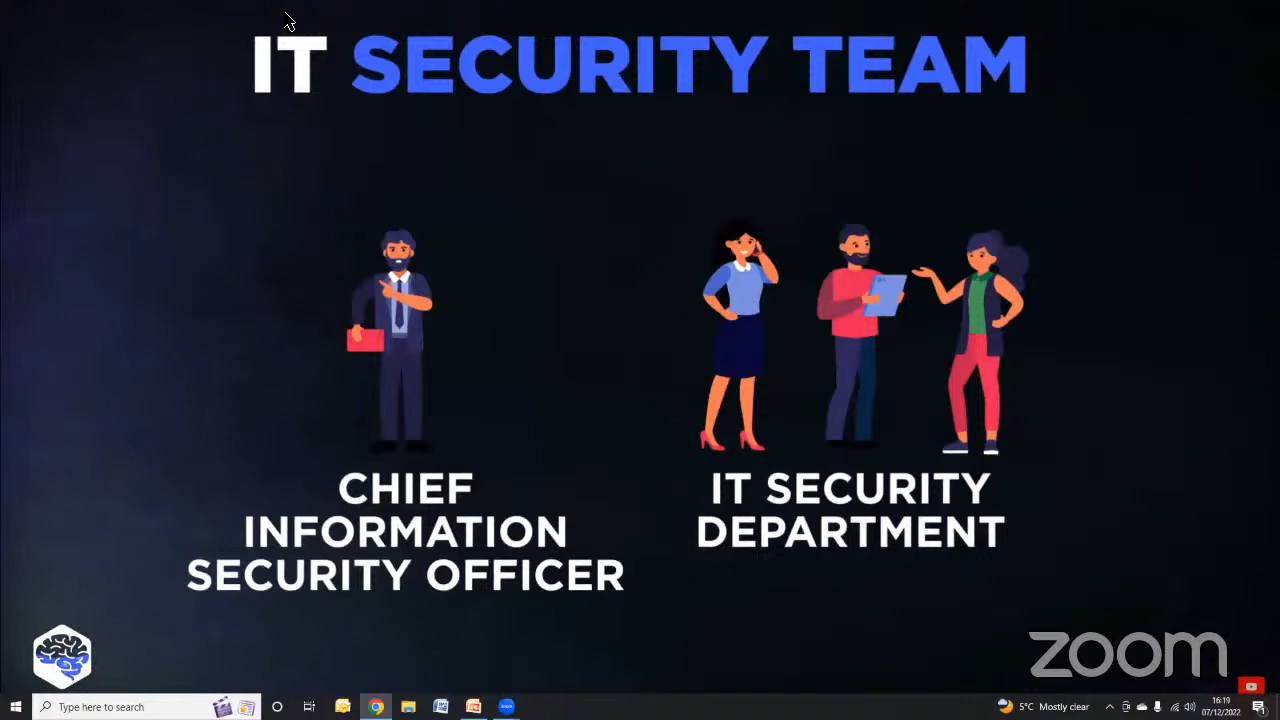 IT SECURITY TEAM
CHIEF
INFORMATION
SECURITY OFFICER
IT SECURITY
DEPARTMENT
zoom
Type here to search
5°C Mostly clear
16:19
07/12/2022